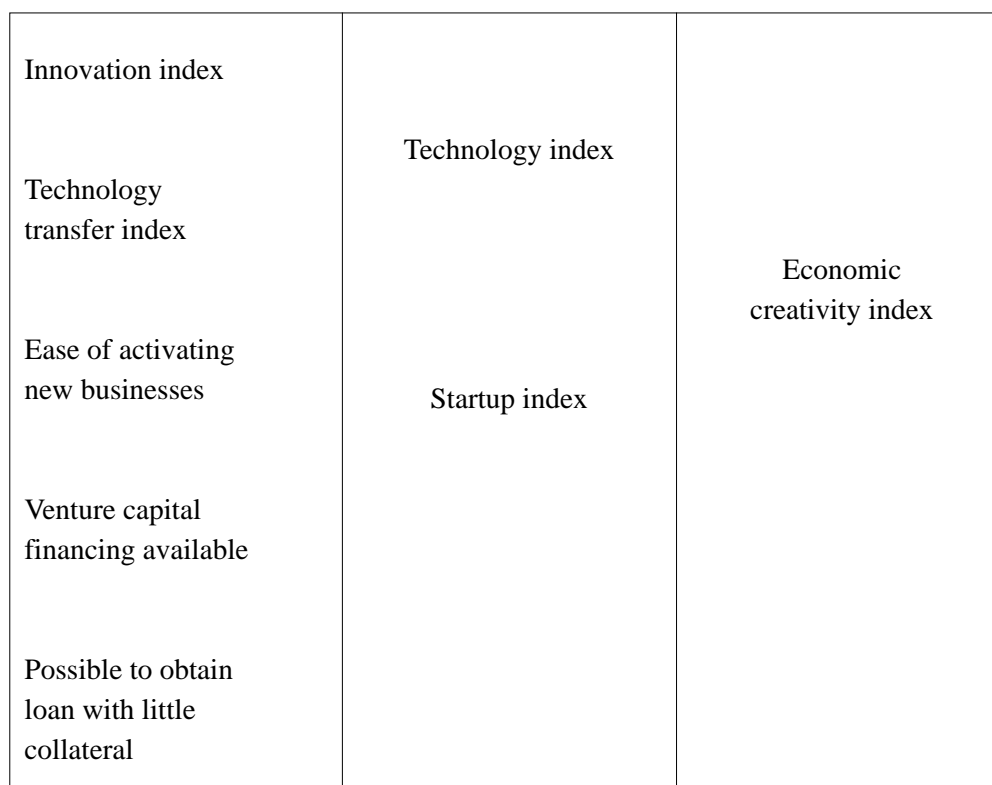 Innovation index
Technology
transfer index
Ease of activating
new businesses
Venture capital
financing available
Possible to obtain
loan with little
collateral
Technology index
Startup index
Economic
creativity index